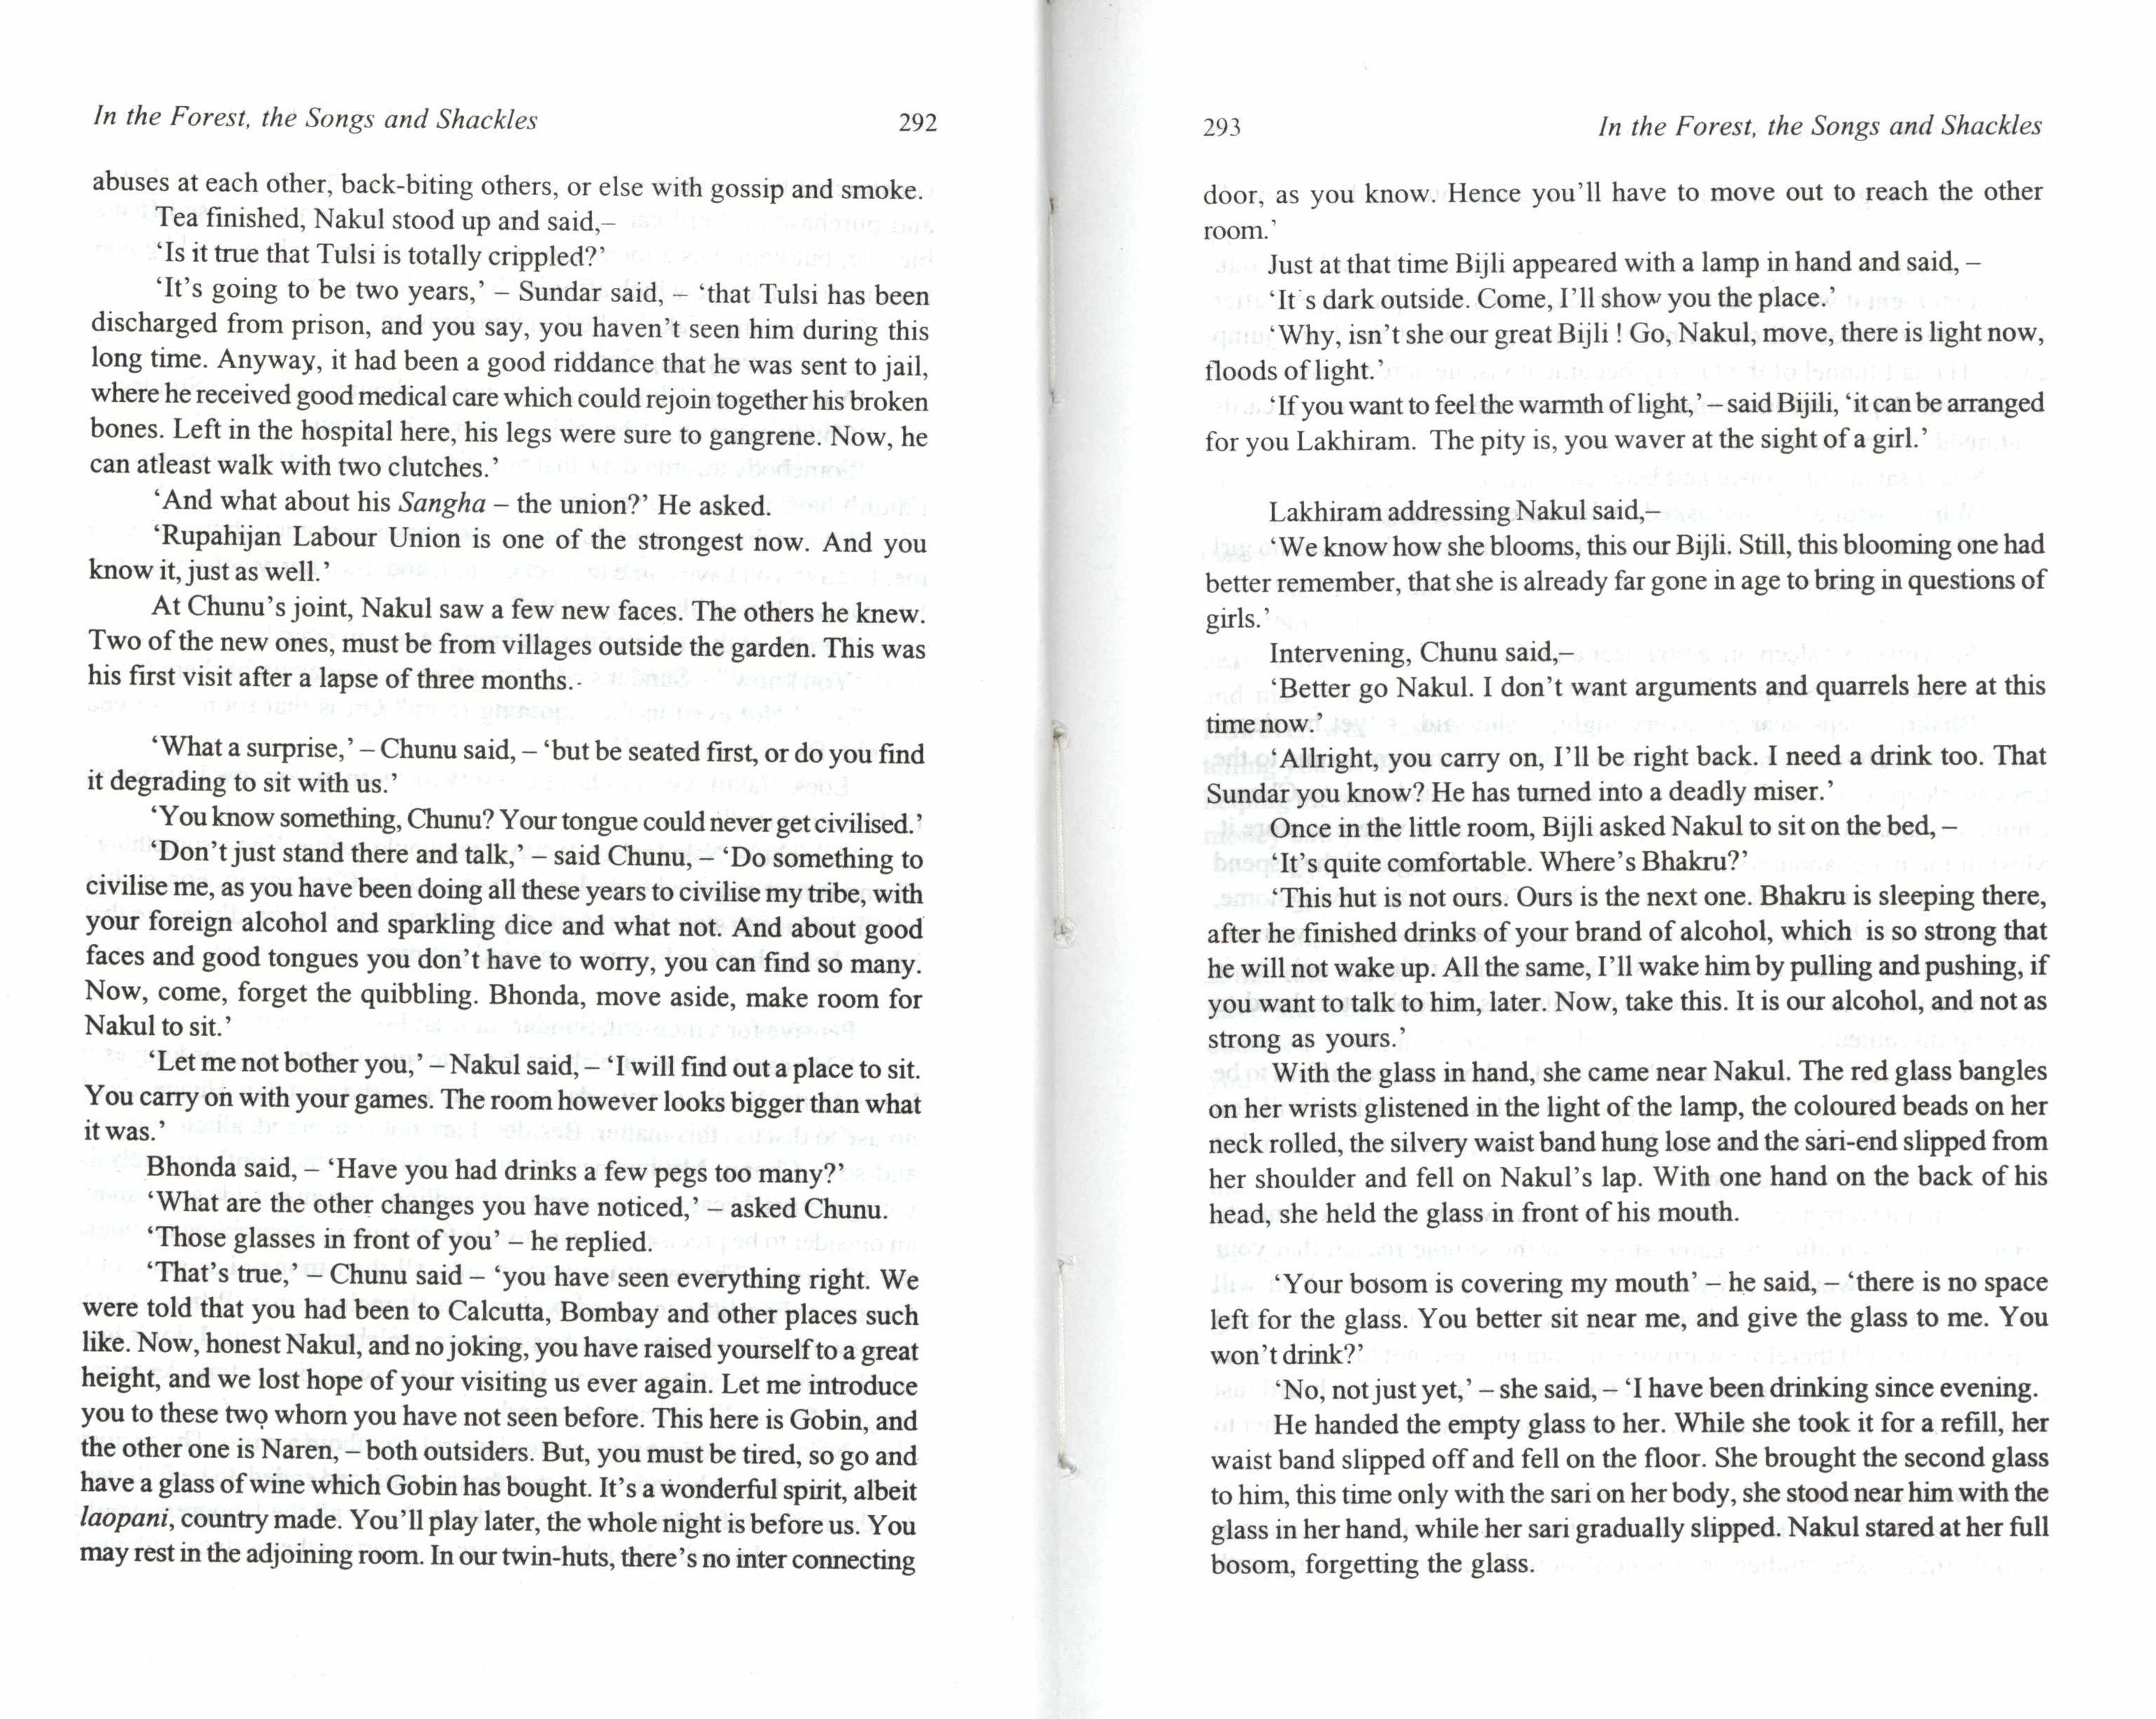 In the Forest, the Songs and Shackles 292
abuses at each other, back-biting others, or else with gossip and smoke.
Tea finished, Nakul stood up and said,–
‘Is it true that Tulsi is totally crippled?’
‘It's going to be two years,’ – Sundar said, – ‘that Tulsi has been
discharged from prison, and you say, you haven't seen him during this
long time. Anyway, it had been a good riddance that he was sent to jail,
where he received good medical care which could rejoin together his broken
bones. Left in the hospital here, his legs were sure to gangrene. Now, he
can atleast walk with two clutches.’
‘And what about his Sangha – the union?’ He asked.
‘Rupahijan Labour Union is one of the strongest now. And you
know it, just as well.’
At Chunu's joint, Nakul saw a few new faces. The others he knew.
Two of the new ones, must be from villages outside the garden. This was
his first visit after a lapse of three months.
‘What a surprise,’ – Chunu said, – ‘but be seated first, or do you find
it degrading to sit with us.’
‘You know something, Chunu? Your tongue could never get civilised.’
‘Don't just stand there and talk,’ – said Chunu, – ‘Do something to
civilise me, as you have been doing all these years to civilise my tribe, with
your foreign alcohol and sparkling dice and what not. And about good
faces and good tongues you don't have to worry, you can find so many.
Now, come, forget the quibbling. Bhonda, move aside, make room for
Nakul to sit.’
‘Let me not bother you,’ – Nakul said, – ‘I will find out a place to sit.
You carry on with your games. The room however looks bigger than what
it was.’
Bhonda said, – ‘Have you had drinks a few pegs too many?’
‘What are the other changes you have noticed,’ – asked Chunu.
‘Those glasses in front of you’ – he replied.
‘That's true,’ – Chunu said – ‘you have seen everything right. We
were told that you had been to Calcutta, Bombay and other places such
like. Now, honest Nakul, and no joking, you have raised yourself to a great
height, and we lost hope of your visiting us ever again. Let me introduce
you to these two whom you have not seen before. This here is Gobin, and
the other one is Naren, – both outsiders. But, you must be tired, so go and
have a glass of wine which Gobin has bought. It's a wonderful spirit, albeit
laopani, country made. You'll play later, the whole night is before us. You
may rest in the adjoining room. In our twin-huts, there's no inter connecting
293 In the Forest, the Songs and Shackles
door, as you know. Hence you'll have to move out to reach the other
room.’
Just at that time Bijli appeared with a lamp in hand and said, –
‘It's dark outside. Come, I'll show you the place.’
‘Why, isn't she our great Bijli ! Go, Nakul, move, there is light now,
floods of light.’
‘If you want to feel the warmth of light,’ – said Bijili, ‘it can be arranged
for you Lakhiram. The pity is, you waver at the sight of a girl.’
Lakhiram addressing Nakul said,–
‘We know how she blooms, this our Bijli. Still, this blooming one had
better remember, that she is already far gone in age to bring in questions of
girls.’
Intervening, Chunu said,–
‘Better go Nakul. I don't want arguments and quarrels here at this
time now.’
‘Allright, you carry on, I'll be right back. I need a drink too. That
Sundar you know? He has turned into a deadly miser.’
Once in the little room, Bijli asked Nakul to sit on the bed, –
‘It's quite comfortable. Where's Bhakru?’
‘This hut is not ours. Ours is the next one. Bhakru is sleeping there,
after he finished drinks of your brand of alcohol, which is so strong that
he will not wake up. All the same, I'll wake him by pulling and pushing, if
you want to talk to him, later. Now, take this. It is our alcohol, and not as
strong as yours.’
With the glass in hand, she came near Nakul. The red glass bangles
on her wrists glistened in the light of the lamp, the coloured beads on her
neck rolled, the silvery waist band hung lose and the sari-end slipped from
her shoulder and fell on Nakul's lap. With one hand on the back of his
head, she held the glass in front of his mouth.
‘Your bosom is covering my mouth’ – he said, – ‘there is no space
left for the glass. You better sit near me, and give the glass to me. You
won't drink?’
‘No, not just yet,’ – she said, – ‘I have been drinking since evening.
He handed the empty glass to her. While she took it for a refill, her
waist band slipped off and fell on the floor. She brought the second glass
to him, this time only with the sari on her body, she stood near him with the
glass in her hand, while her sari gradually slipped. Nakul stared at her full
bosom, forgetting the glass.